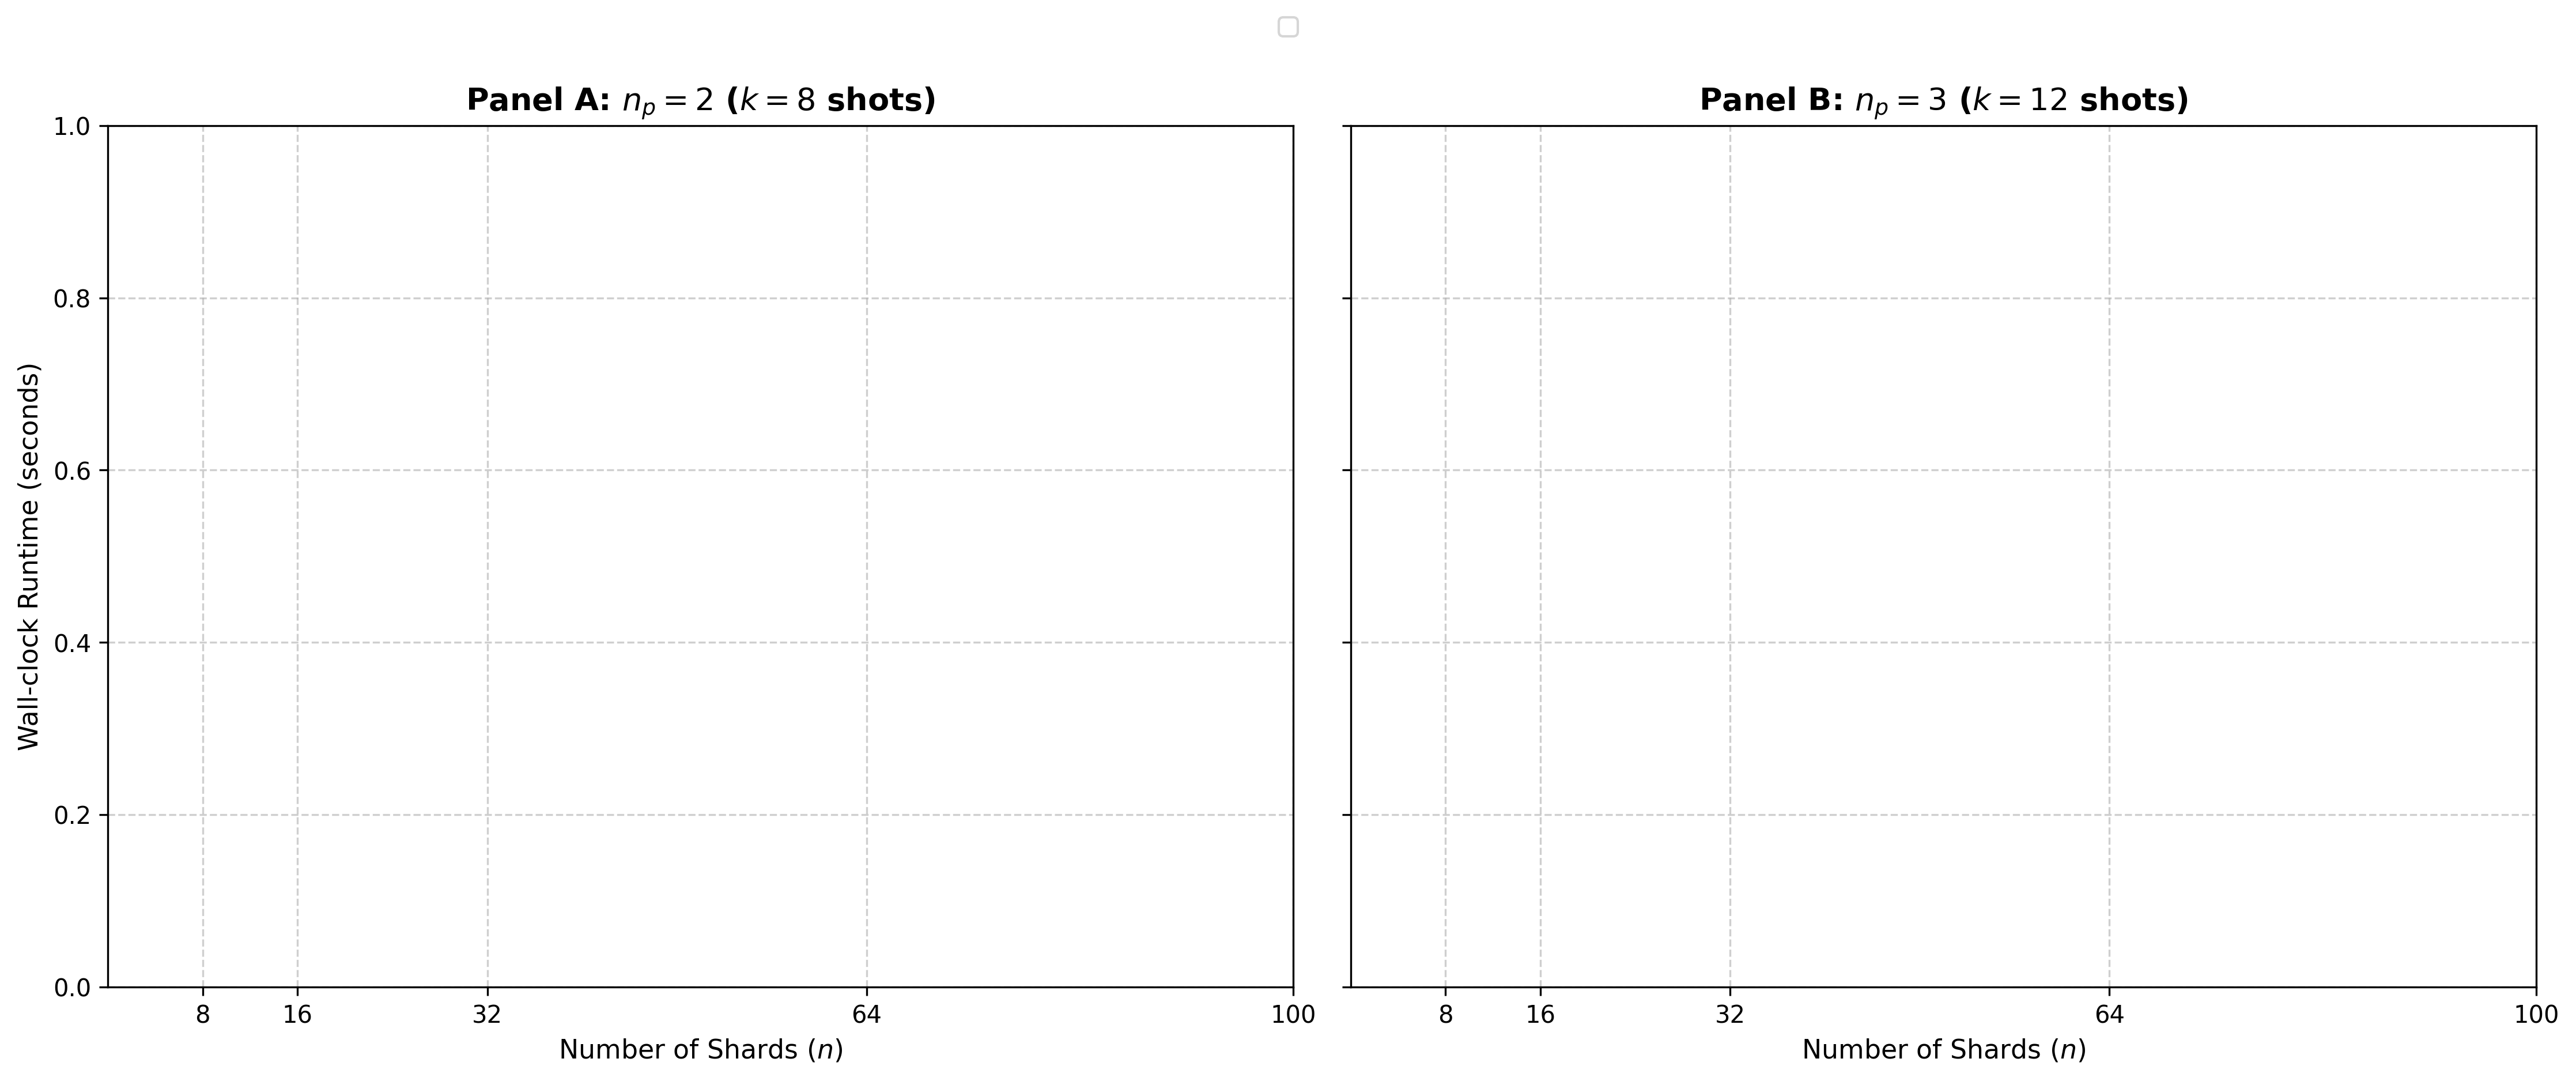 Panel A: n_p = 2 (k = 8 shots)
Panel B: n_p = 3 (k = 12 shots)
Wall-clock Runtime (seconds)
1.0
0.8
0.6
0.4
0.2
0.0
8 16 32 64 100
8 16 32 64 100
Number of Shards (n)
Number of Shards (n)